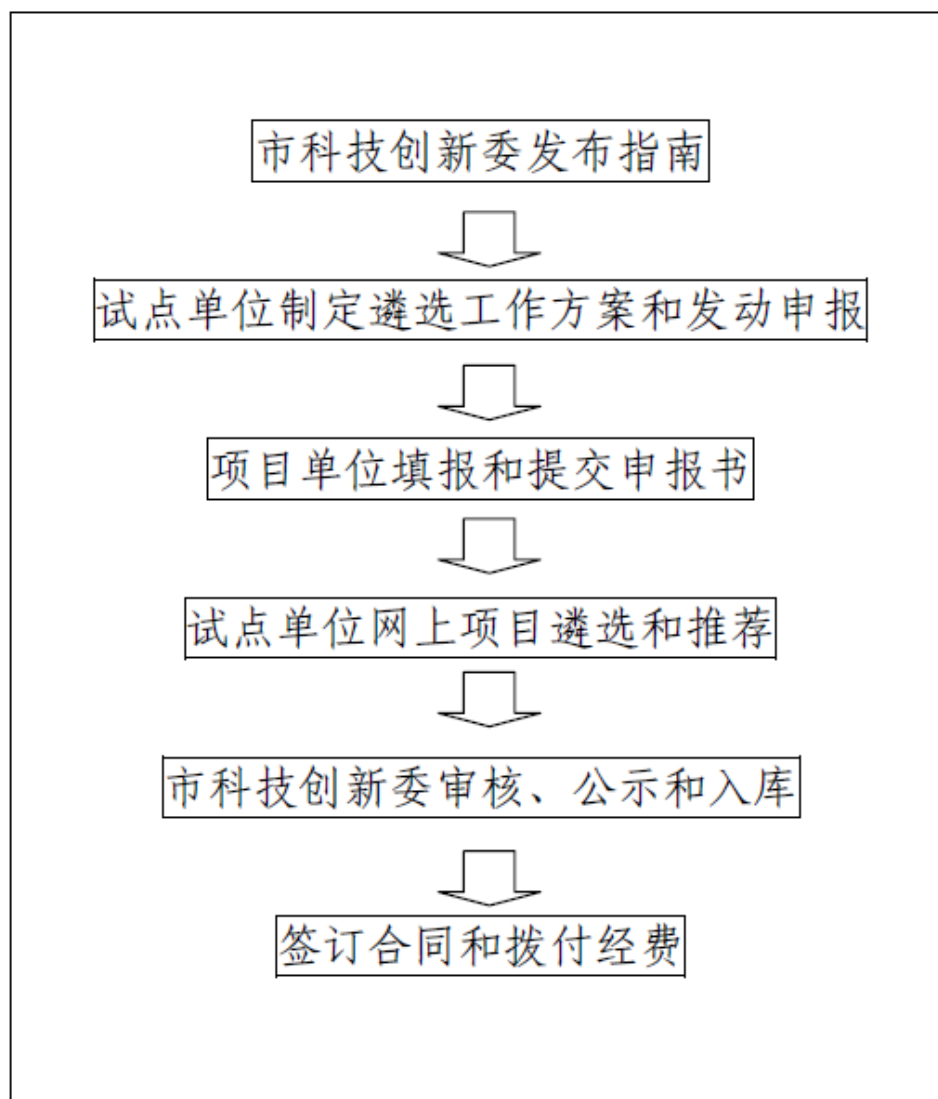 市科技创新委发布指南
试点单位制定遴选工作方案和发动申报
项目单位填报和提交申报书
试点单位网上项目遴选和推荐
市科技创新委审核、公示和入库
签订合同和拨付经费